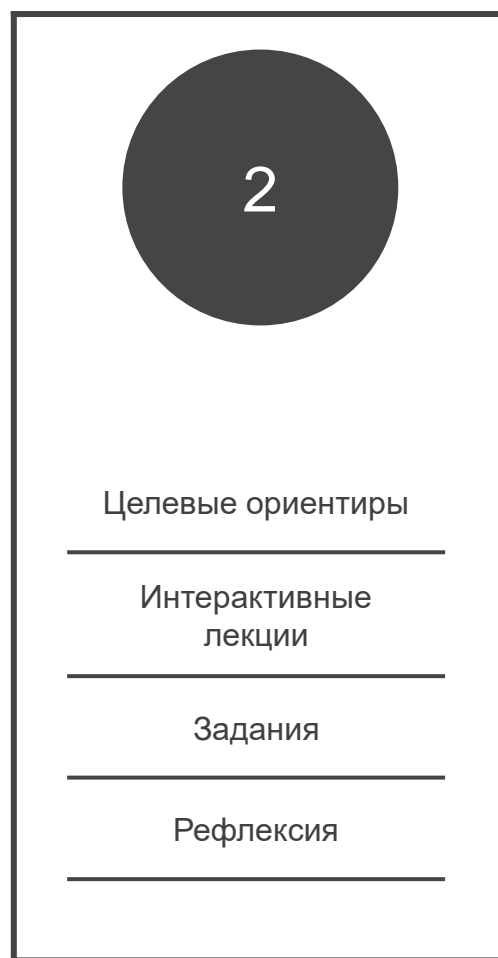 2
Целевые ориентиры
Интерактивные
лекции
Задания
Рефлексия